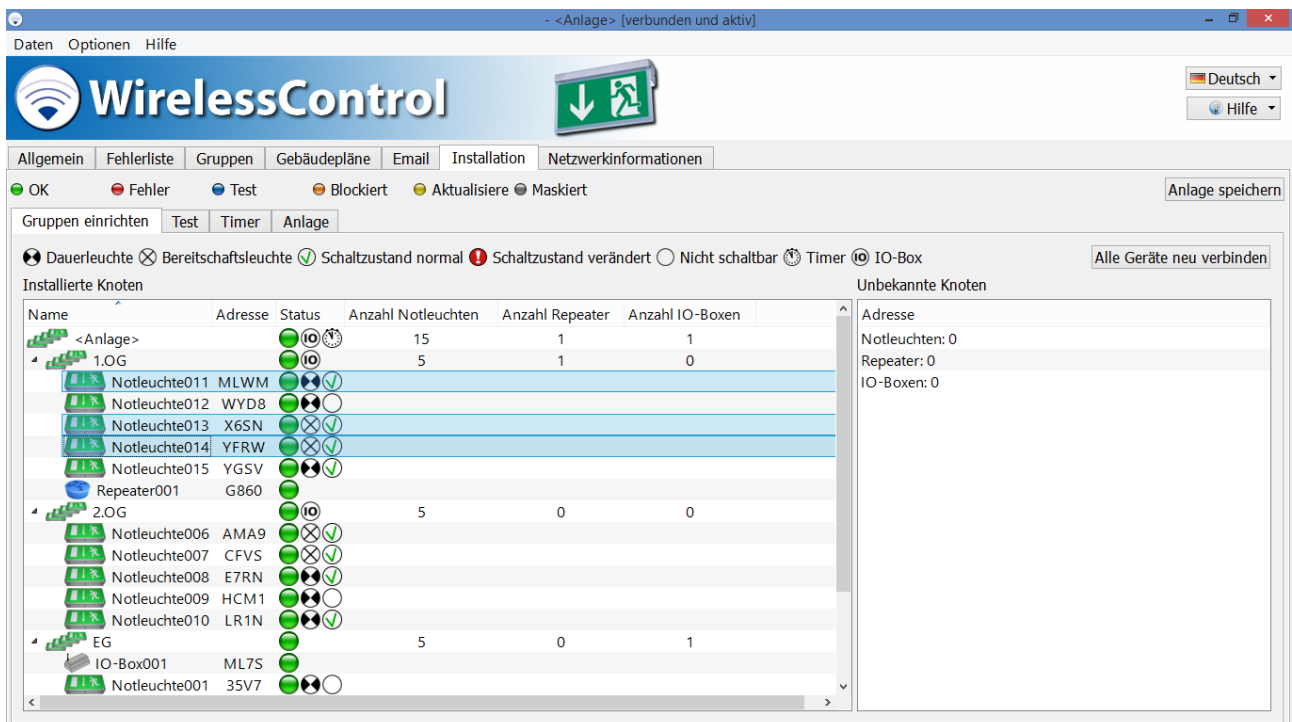 - <Anlage> [verbunden und aktiv]
Daten Optionen Hilfe
WirelessControl
Deutsch
Hilfe
Allgemein Fehlerliste Gruppen Gebäudepläne Email Installation Netzwerkinformationen
OK Fehler Test Blockiert Aktualisiere Maskiert Anlage speichern
Gruppen einrichten Test Timer Anlage
Dauerleuchte Bereitschaftsleuchte Schaltzustand normal Schaltzustand verändert Nicht schaltbar Timer IO IO-Box Alle Geräte neu verbinden
Installierte Knoten Unbekannte Knoten
Name Adresse Status Anzahl Notleuchten Anzahl Repeater Anzahl IO-Boxen Adresse
<Anlage> IO 15 1 1 Notleuchten: 0
1.OG IO 5 1 0 Repeater: 0
Notleuchte011 MLWM IO-Boxen: 0
Notleuchte012 WYD8
Notleuchte013 X6SN
Notleuchte014 YFRW
Notleuchte015 YGSV
Repeater001 G860
2.OG IO 5 0 0
Notleuchte006 AMA9
Notleuchte007 CFVS
Notleuchte008 E7RN
Notleuchte009 HCM1
Notleuchte010 LR1N
EG 5 0 1
IO-Box001 ML7S
Notleuchte001 35V7